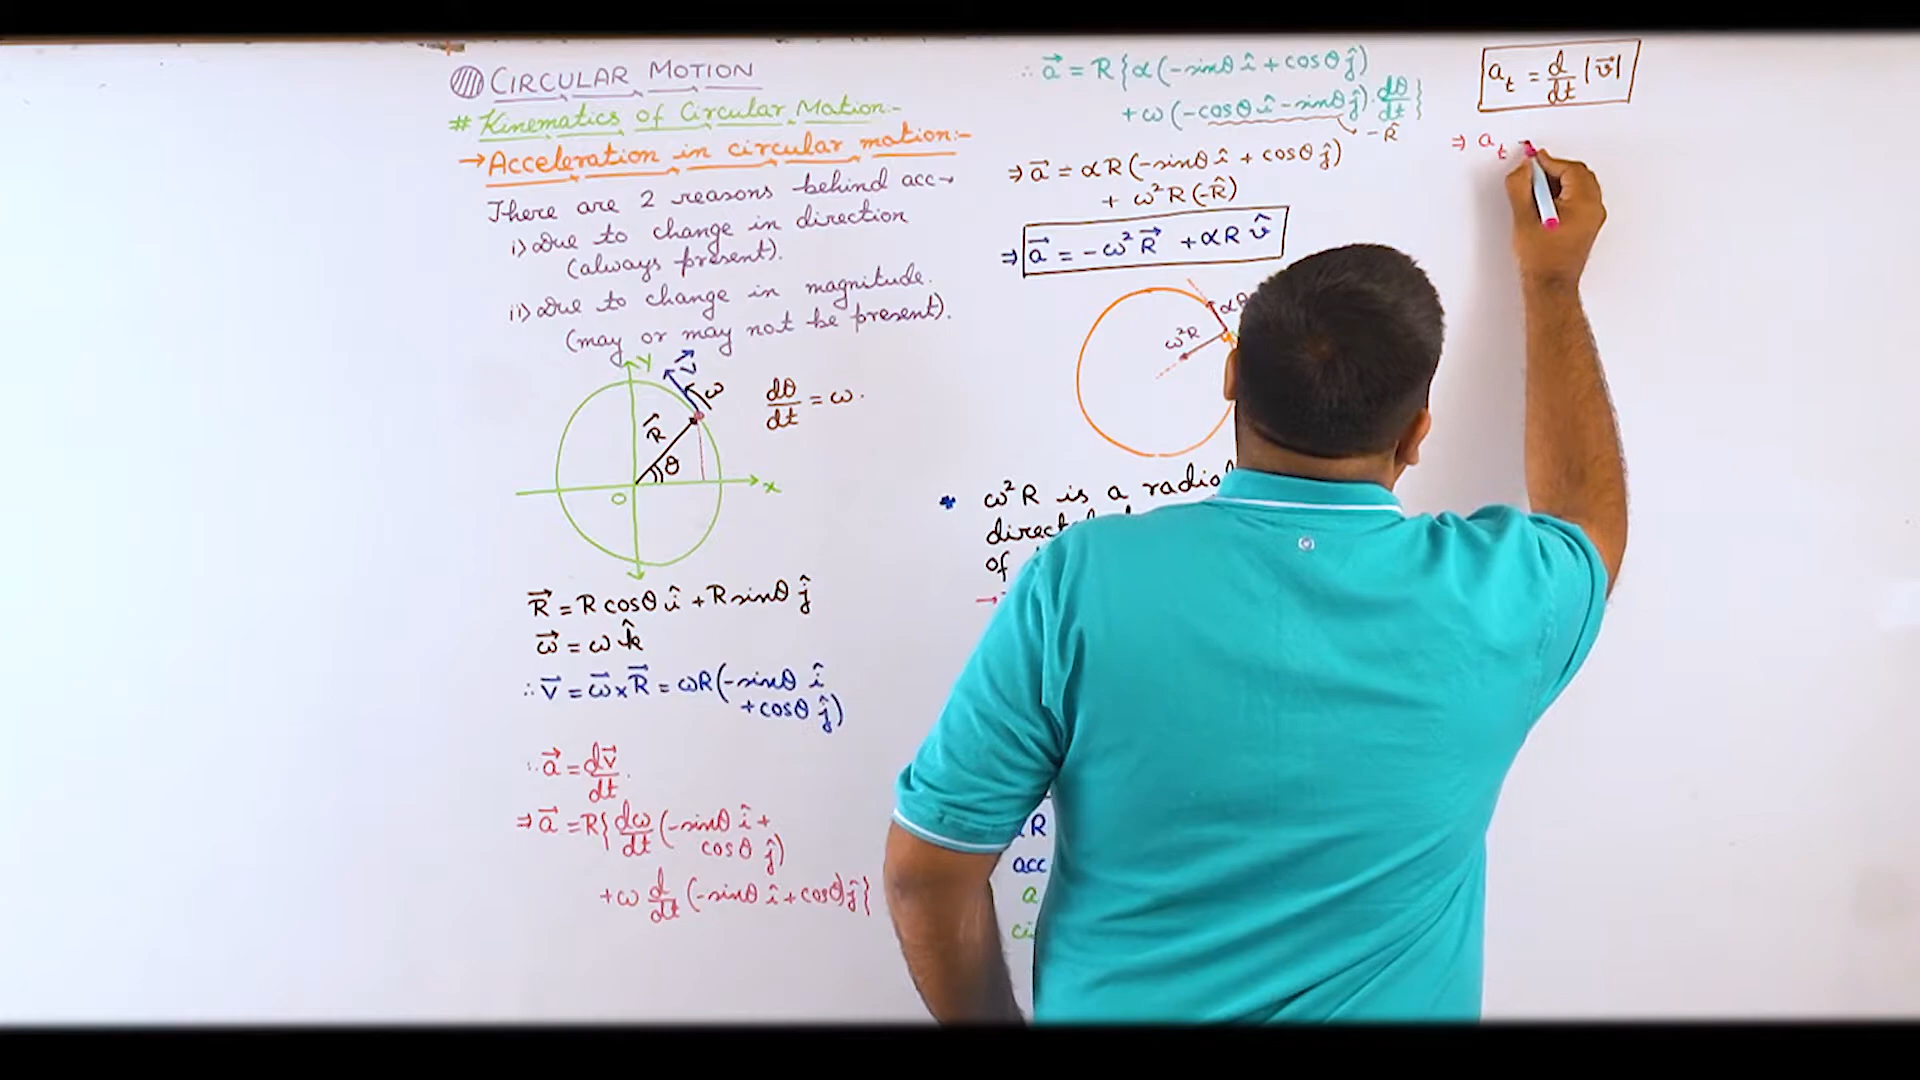 CIRCULAR MOTION
# Kinematics of Circular Motion:-
→ Acceleration in circular motion:-
There are 2 reasons behind acc→
i) Due to change in direction
(always present).
ii) Due to change in magnitude.
(may or may not be present).
y
v⃗
ω
R⃗
θ
O
x
dθ/dt = ω.
R⃗ = R cosθ î + R sinθ ĵ
ω⃗ = ω k̂
∴ v⃗ = ω⃗ × R⃗ = ωR(-sinθ î
+cosθ ĵ)
∴ a⃗ = dv⃗/dt.
⇒ a⃗ = R{dω/dt (-sinθ î +
cosθ ĵ)
+ω d/dt (-sinθ î + cosθ ĵ}
∴ a⃗ = R{α(-sinθ î + cosθ ĵ)
+ω(-cosθ î - sinθ ĵ).dθ/dt}
-R̂
⇒ a⃗ = αR(-sinθ î + cosθ ĵ)
+ ω²R(-R̂)
⇒ a⃗ = -ω²R⃗ + αR v̂
ω²R
* ω²R is a
of
R
acc
a_t = d/dt |v⃗|
⇒ a_t